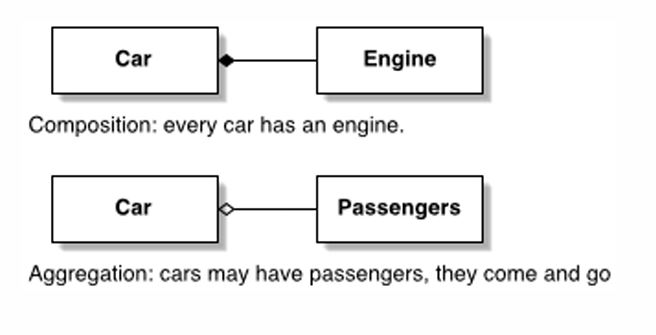 Car
Engine
Composition: every car has an engine.
Car
Passengers
Aggregation: cars may have passengers, they come and go